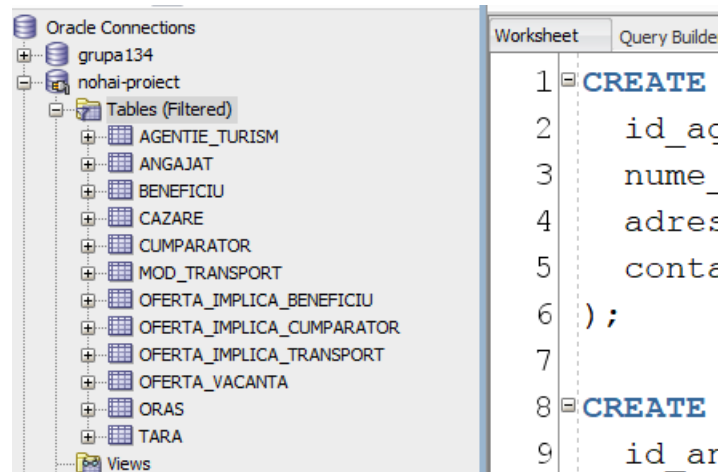 Oracle Connections
grupa134
nohai-proiect
Tables (Filtered)
AGENTIE_TURISM
ANGAJAT
BENEFICIU
CAZARE
CUMPARATOR
MOD_TRANSPORT
OFERTA_IMPLICA_BENEFICIU
OFERTA_IMPLICA_CUMPARATOR
OFERTA_IMPLICA_TRANSPORT
OFERTA_VACANTA
ORAS
TARA
Views
Worksheet Query Builde
1 CREATE
2 id_ag
3 nume_
4 adres
5 conta
6 );
7
8 CREATE
9 id_an